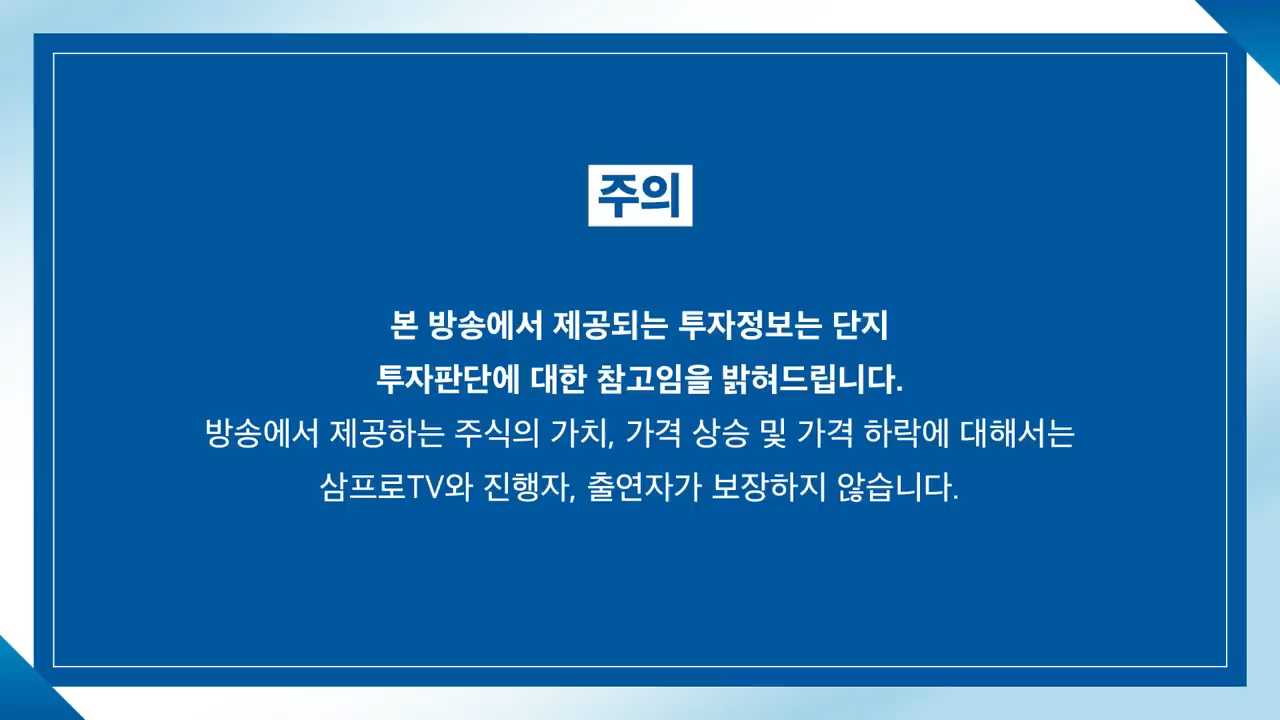 주의
본 방송에서 제공되는 투자정보는 단지
투자판단에 대한 참고임을 밝혀드립니다.
방송에서 제공하는 주식의 가치, 가격 상승 및 가격 하락에 대해서는
삼프로TV와 진행자, 출연자가 보장하지 않습니다.